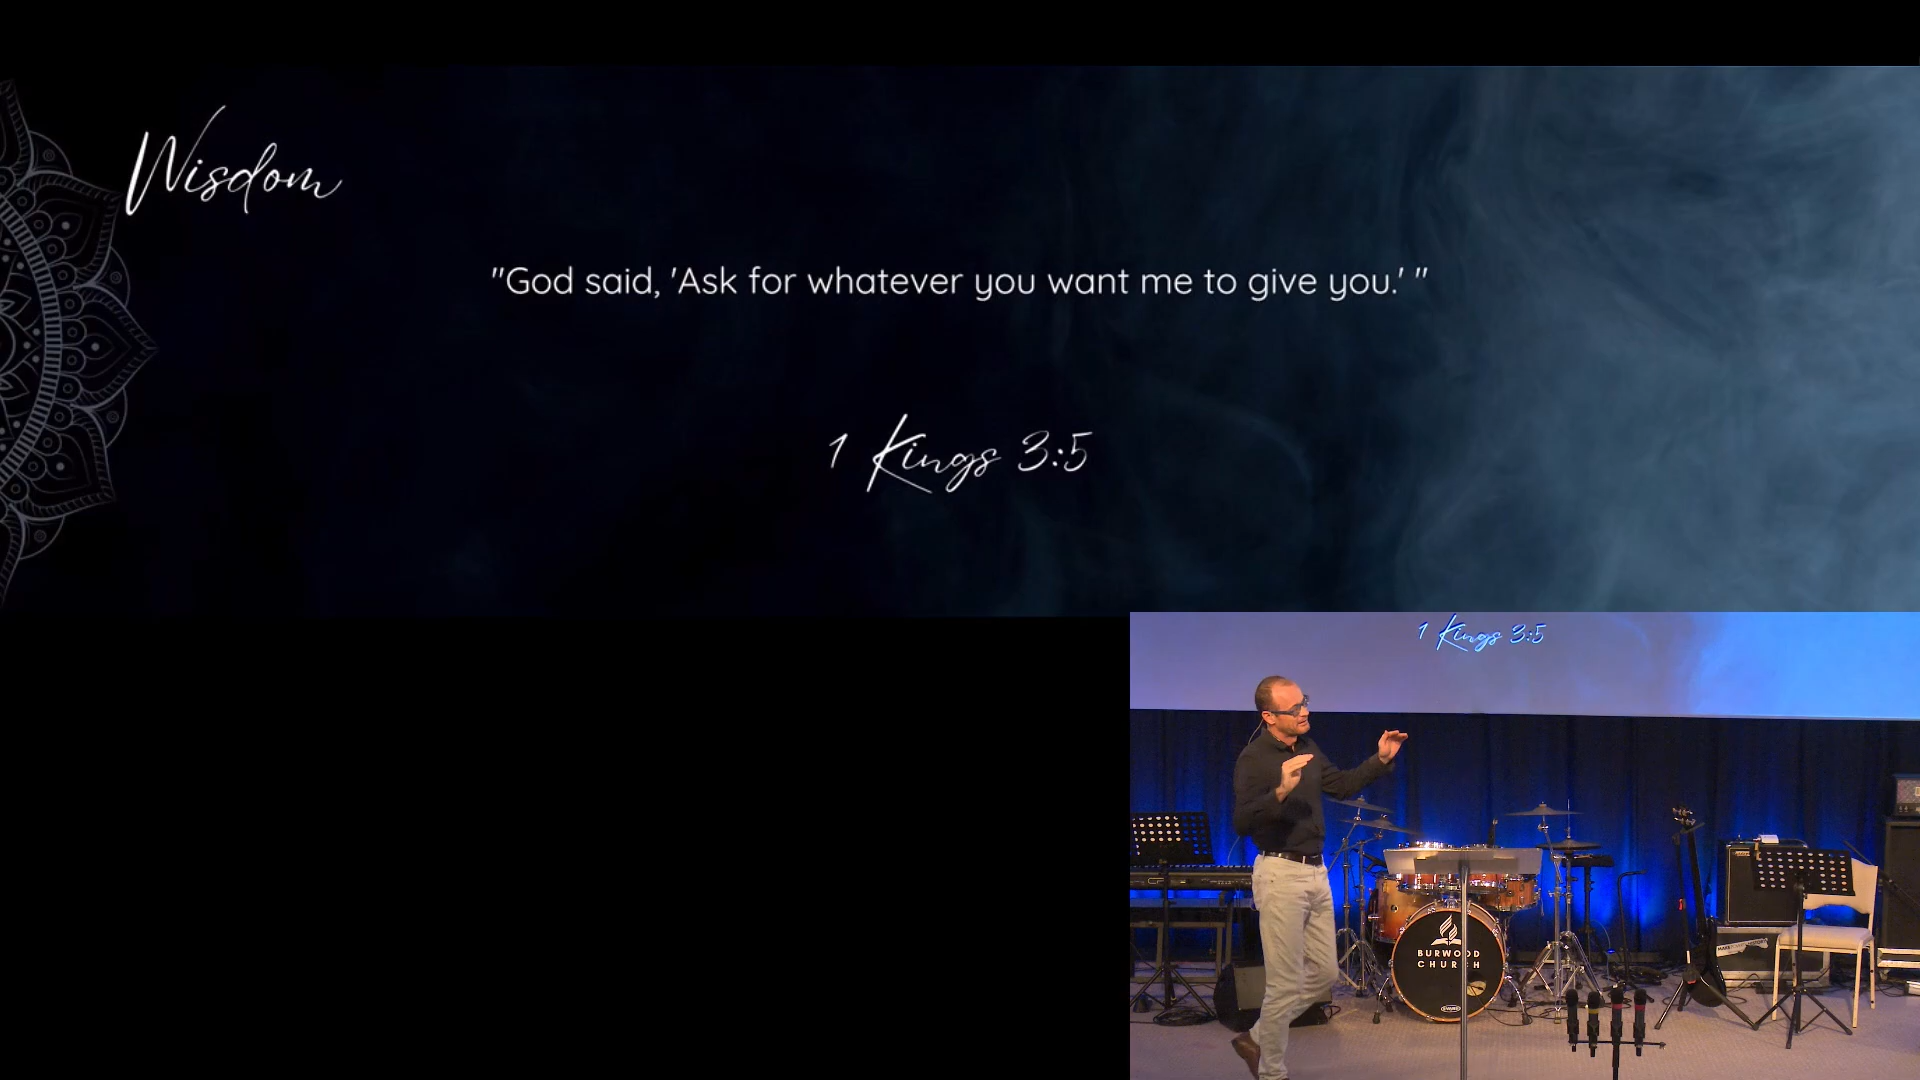 Wisdom
"God said, 'Ask for whatever you want me to give you.' "
1 Kings 3:5
1 Kings 3:5
BURWOOD
CHURCH